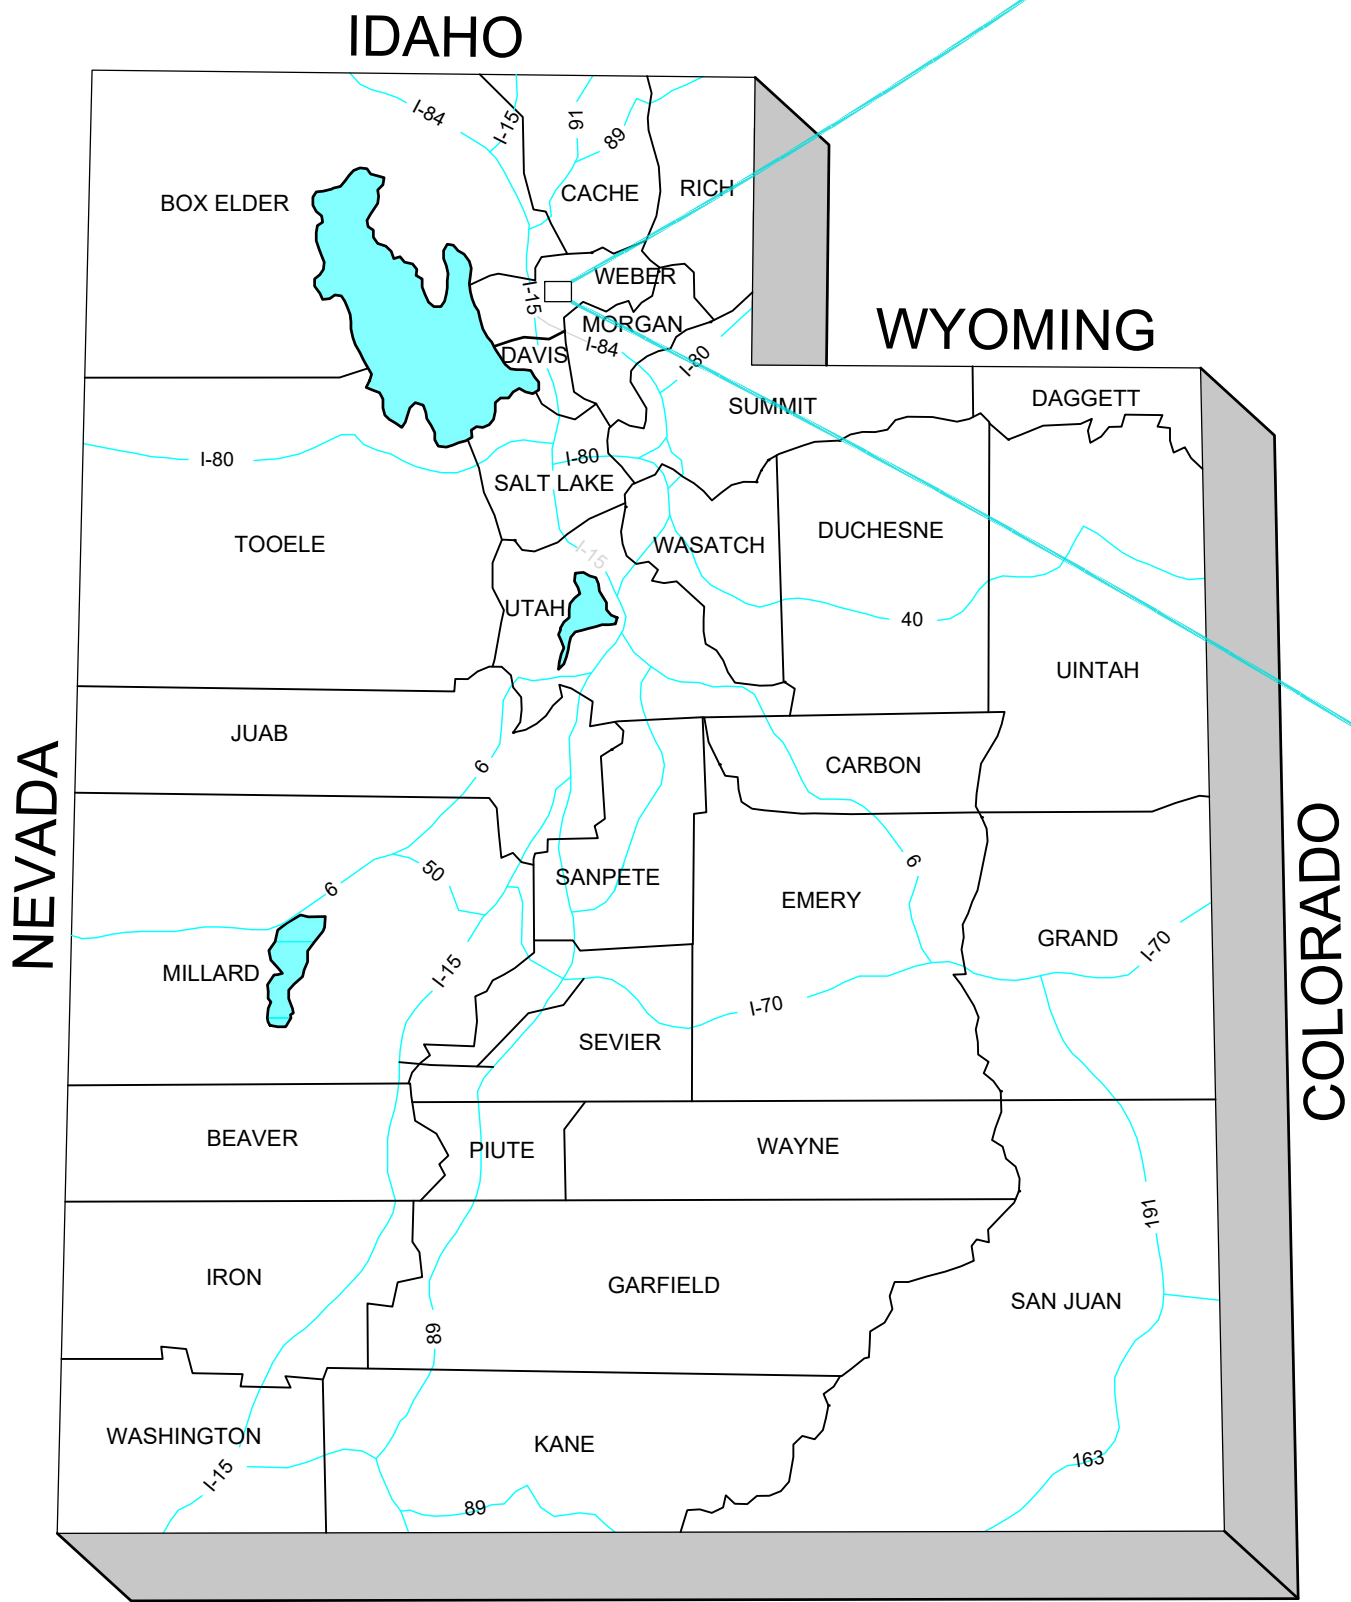 IDAHO
I-84
I-15
91
89
BOX ELDER
CACHE
RICH
WEBER
I-15
MORGAN
WYOMING
I-84
DAVIS
I-80
SUMMIT
DAGGETT
I-80
I-80
SALT LAKE
TOOELE
I-15
WASATCH
DUCHESNE
UTAH
40
UINTAH
JUAB
6
CARBON
NEVADA
COLORADO
50
6
6
SANPETE
EMERY
GRAND
MILLARD
I-15
I-70
I-70
SEVIER
BEAVER
PIUTE
WAYNE
191
IRON
GARFIELD
SAN JUAN
89
WASHINGTON
KANE
I-15
163
89